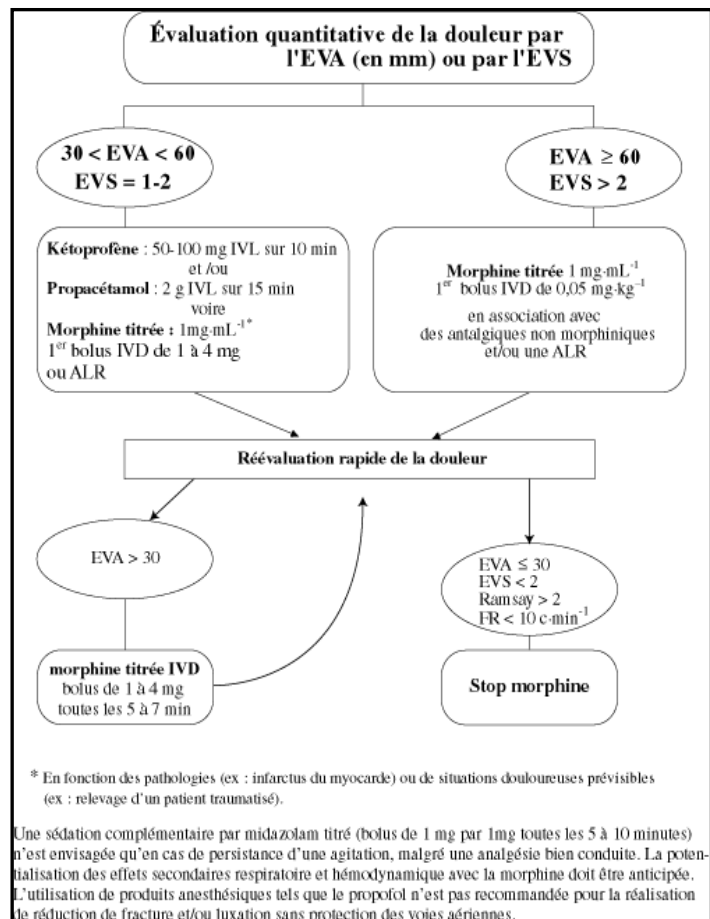 Évaluation quantitative de la douleur par
l'EVA (en mm) ou par l'EVS
30 < EVA < 60
EVS = 1-2
EVA ≥ 60
EVS > 2
Kétoprofène : 50-100 mg IVL sur 10 min
et /ou
Propacétamol : 2 g IVL sur 15 min
voire
Morphine titrée : 1mg·mL⁻¹*
1er bolus IVD de 1 à 4 mg
ou ALR
Morphine titrée 1 mg·mL⁻¹
1er bolus IVD de 0,05 mg·kg⁻¹
en association avec
des antalgiques non morphiniques
et/ou une ALR
Réévaluation rapide de la douleur
EVA > 30
EVA ≤ 30
EVS < 2
Ramsay > 2
FR < 10 c·min⁻¹
morphine titrée IVD
bolus de 1 à 4 mg
toutes les 5 à 7 min
Stop morphine
* En fonction des pathologies (ex : infarctus du myocarde) ou de situations douloureuses prévisibles
(ex : relevage d'un patient traumatisé).
Une sédation complémentaire par midazolam titré (bolus de 1 mg par 1mg toutes les 5 à 10 minutes)
n'est envisagée qu'en cas de persistance d'une agitation, malgré une analgésie bien conduite. La poten-
tialisation des effets secondaires respiratoire et hémodynamique avec la morphine doit être anticipée.
L'utilisation de produits anesthésiques tels que le propofol n'est pas recommandée pour la réalisation
de réduction de fracture et/ou luxation sans protection des voies aériennes.